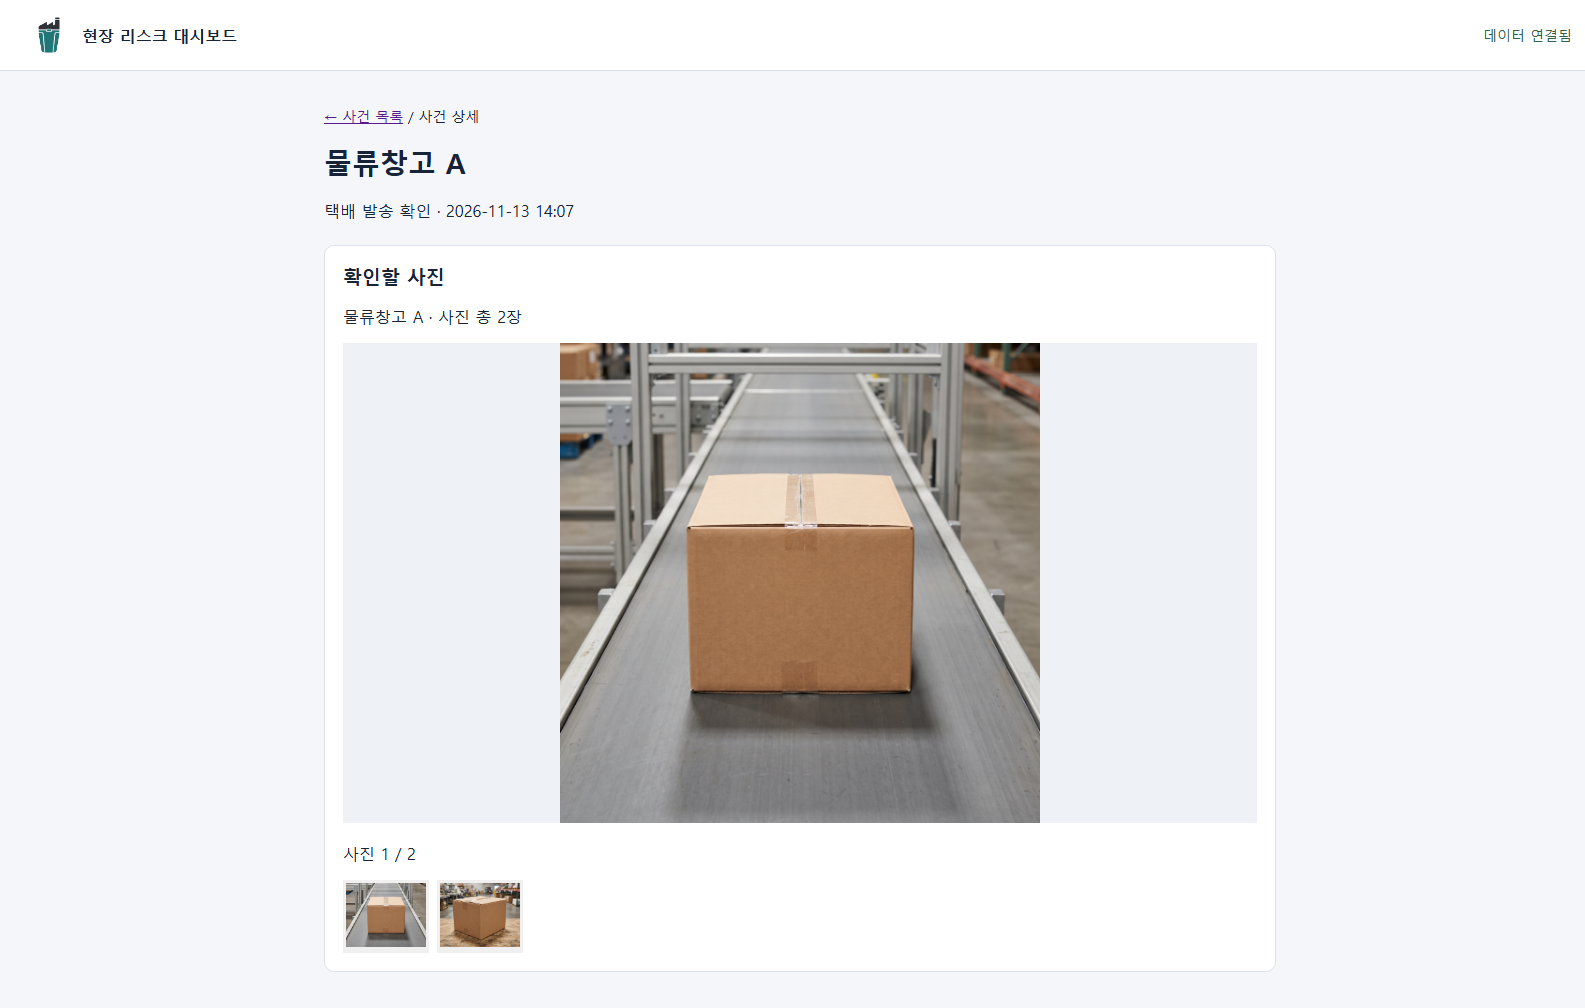 현장 리스크 대시보드
데이터 연결됨
← 사건 목록 / 사건 상세
물류창고 A
택배 발송 확인 · 2026-11-13 14:07
확인할 사진
물류창고 A · 사진 총 2장
사진 1 / 2